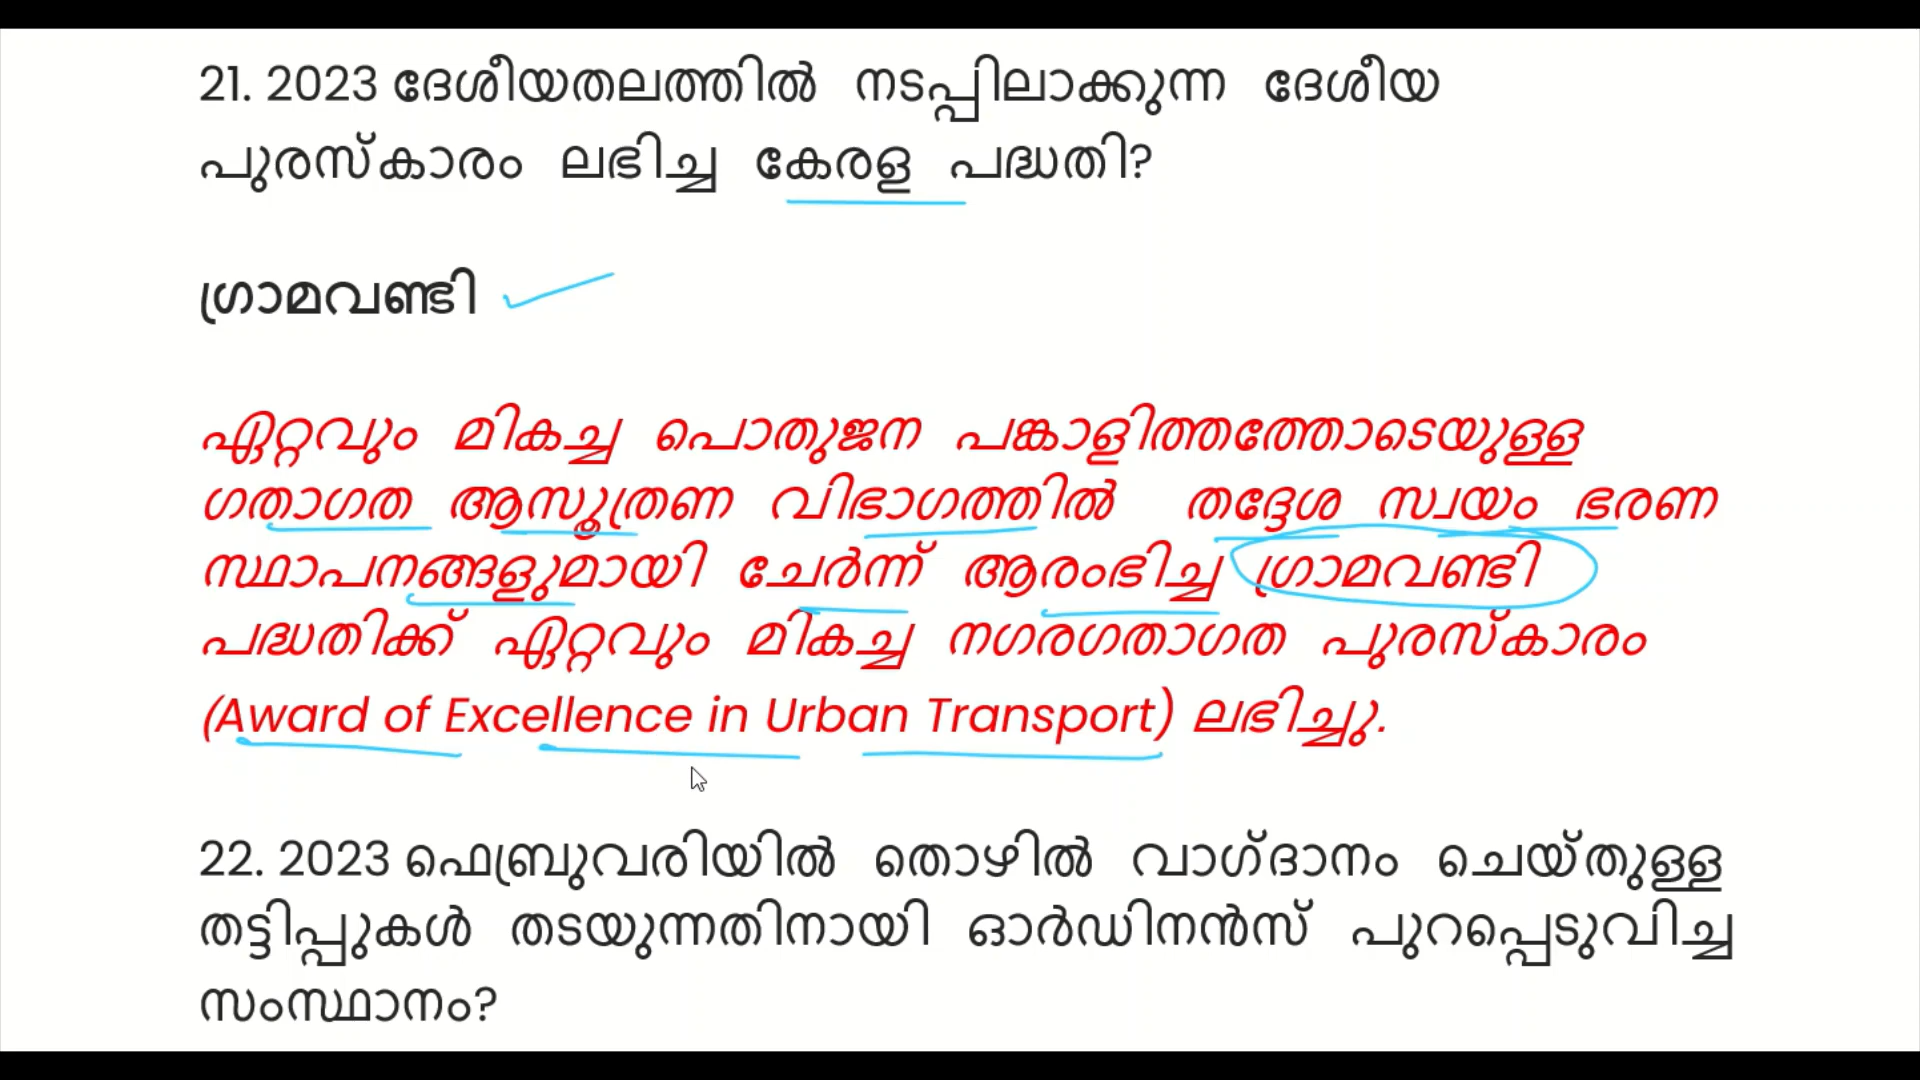 21. 2023 ദേശീയതലത്തിൽ നടപ്പിലാക്കുന്ന ദേശീയ
പുരസ്കാരം ലഭിച്ച കേരള പദ്ധതി?
ഗ്രാമവണ്ടി
ഏറ്റവും മികച്ച പൊതുജന പങ്കാളിത്തത്തോടെയുള്ള
ഗതാഗത ആസൂത്രണ വിഭാഗത്തിൽ തദ്ദേശ സ്വയം ഭരണ
സ്ഥാപനങ്ങളുമായി ചേർന്ന് ആരംഭിച്ച ഗ്രാമവണ്ടി
പദ്ധതിക്ക് ഏറ്റവും മികച്ച നഗരഗതാഗത പുരസ്കാരം
(Award of Excellence in Urban Transport) ലഭിച്ചു.
22. 2023 ഫെബ്രുവരിയിൽ തൊഴിൽ വാഗ്ദാനം ചെയ്തുള്ള
തട്ടിപ്പുകൾ തടയുന്നതിനായി ഓർഡിനൻസ് പുറപ്പെടുവിച്ച
സംസ്ഥാനം?